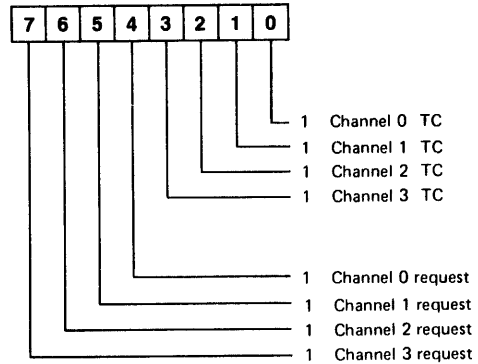 7 6 5 4 3 2 1 0
1 Channel 0 TC
1 Channel 1 TC
1 Channel 2 TC
1 Channel 3 TC
1 Channel 0 request
1 Channel 1 request
1 Channel 2 request
1 Channel 3 request